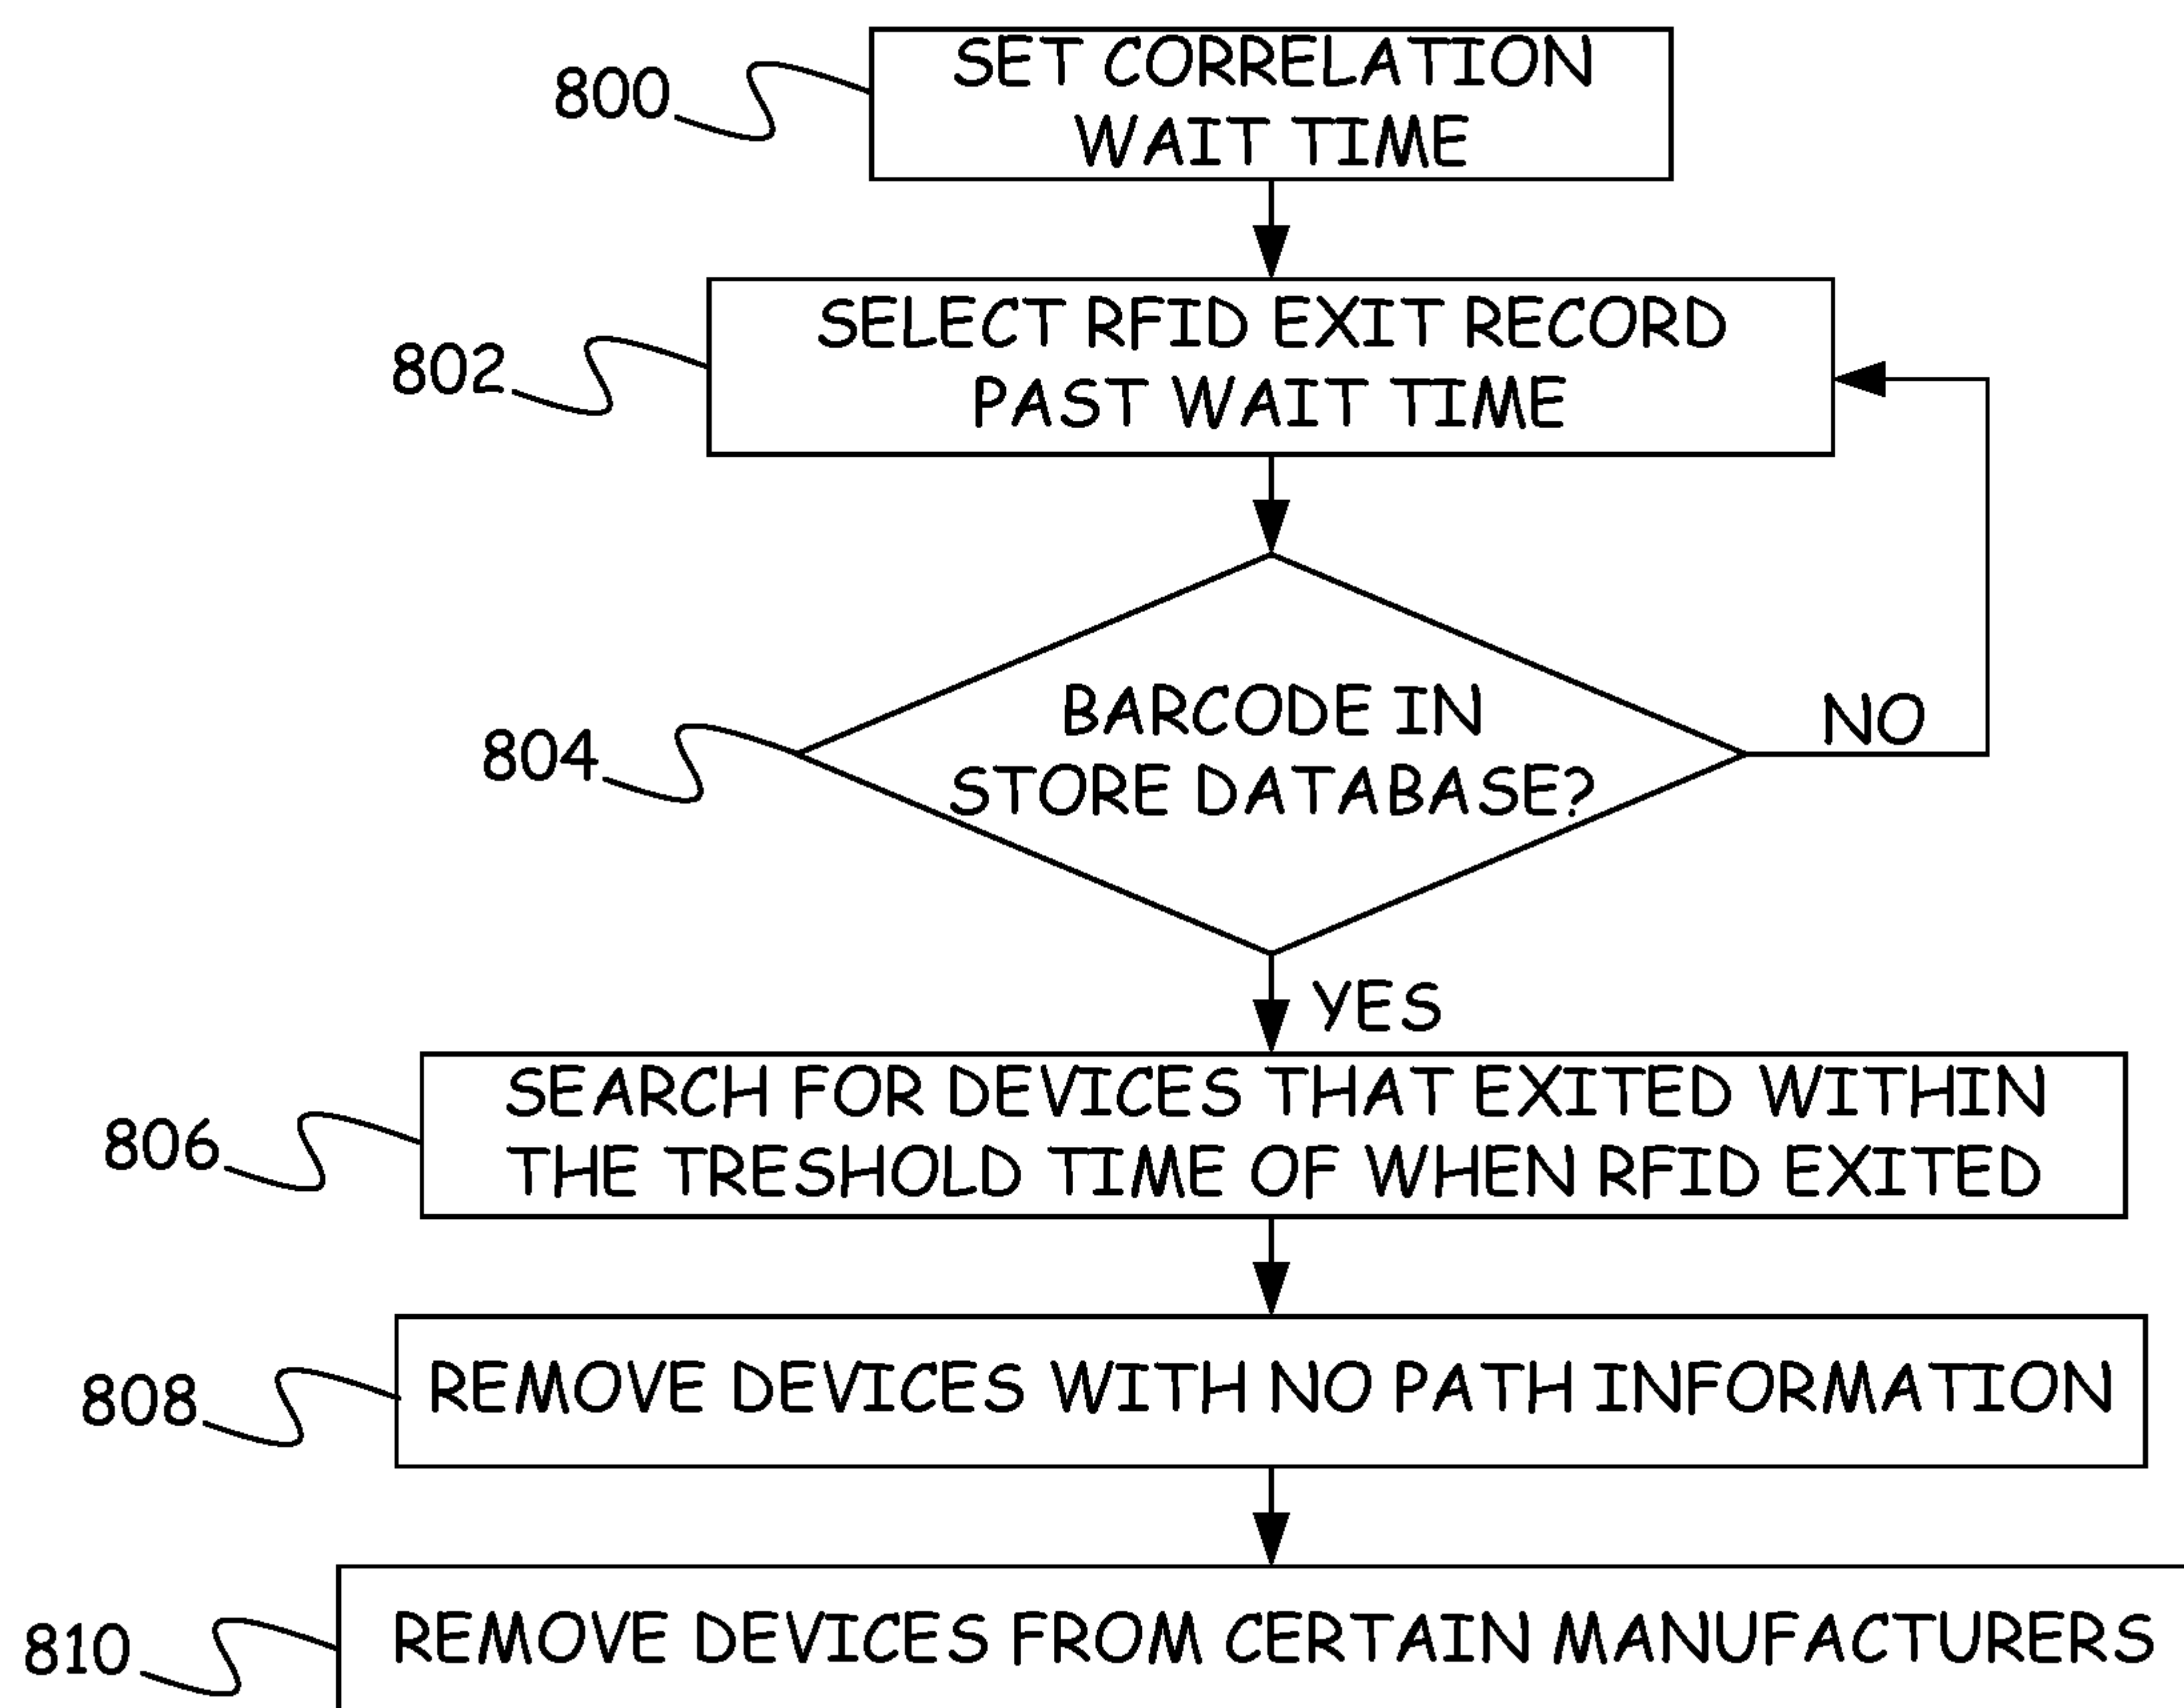 800
SET CORRELATION
WAIT TIME
802
SELECT RFID EXIT RECORD
PAST WAIT TIME
804
BARCODE IN
STORE DATABASE?
NO
YES
806
SEARCH FOR DEVICES THAT EXITED WITHIN
THE TRESHOLD TIME OF WHEN RFID EXITED
808
REMOVE DEVICES WITH NO PATH INFORMATION
810
REMOVE DEVICES FROM CERTAIN MANUFACTURERS